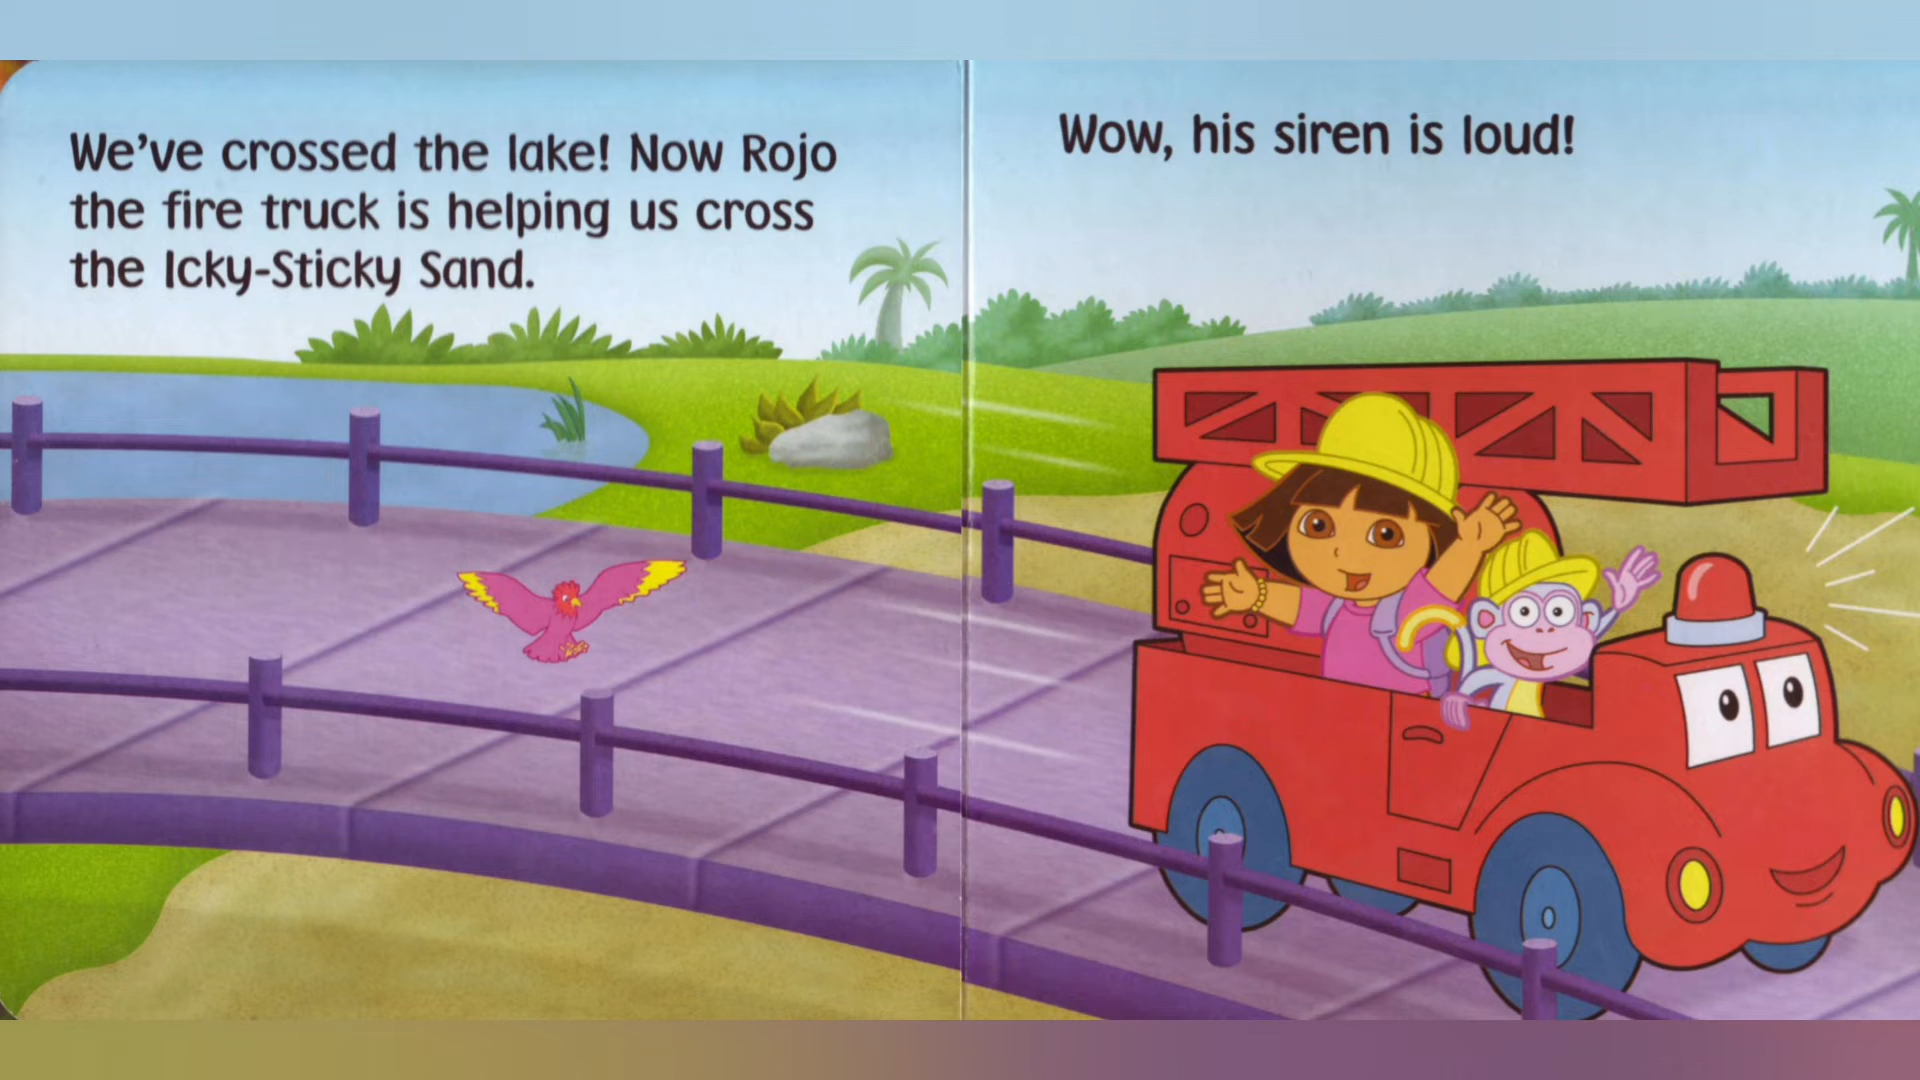 We've crossed the lake! Now Rojo
the fire truck is helping us cross
the Icky-Sticky Sand.
Wow, his siren is loud!